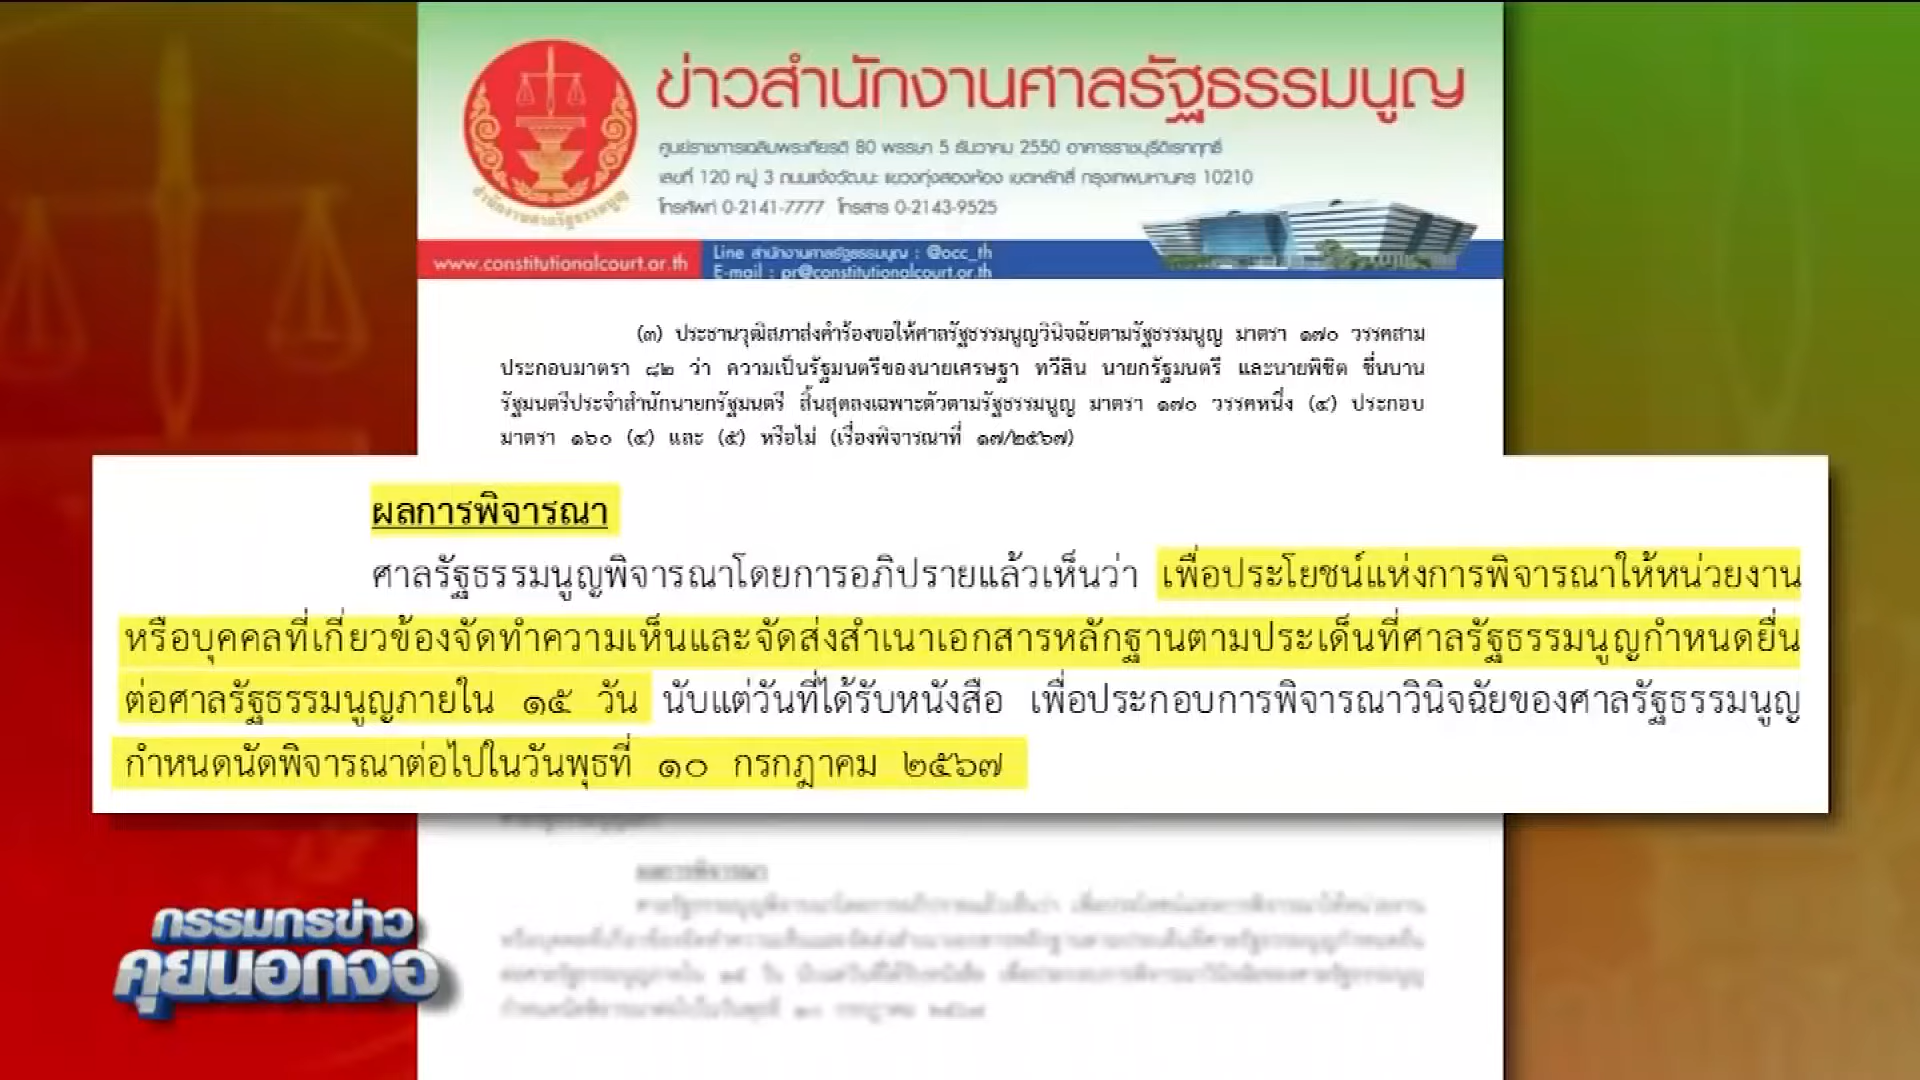 ข่าวสำนักงานศาลรัฐธรรมนูญ
ศูนย์ราชการเฉลิมพระเกียรติ 80 พรรษา 5 ธันวาคม 2550 อาคารราชบุรีดิเรกฤทธิ์
เลขที่ 120 หมู่ 3 ถนนแจ้งวัฒนะ แขวงทุ่งสองห้อง เขตหลักสี่ กรุงเทพมหานคร 10210
โทรศัพท์ 0-2141-7777 โทรสาร 0-2143-9525
สำนักงานศาลรัฐธรรมนูญ
www.constitutionalcourt.or.th
Line สำนักงานศาลรัฐธรรมนูญ : @occ_th
E-mail : pr@constitutionalcourt.or.th
(๓) ประธานวุฒิสภาส่งคำร้องขอให้ศาลรัฐธรรมนูญวินิจฉัยตามรัฐธรรมนูญ มาตรา ๑๗๐ วรรคสาม
ประกอบมาตรา ๘๒ ว่า ความเป็นรัฐมนตรีของนายเศรษฐา ทวีสิน นายกรัฐมนตรี และนายพิชิต ชื่นบาน
รัฐมนตรีประจำสำนักนายกรัฐมนตรี สิ้นสุดลงเฉพาะตัวตามรัฐธรรมนูญ มาตรา ๑๗๐ วรรคหนึ่ง (๔) ประกอบ
มาตรา ๑๖๐ (๔) และ (๕) หรือไม่ (เรื่องพิจารณาที่ ๑๗/๒๕๖๗)
ผลการพิจารณา
ศาลรัฐธรรมนูญพิจารณาโดยการอภิปรายแล้วเห็นว่า เพื่อประโยชน์แห่งการพิจารณาให้หน่วยงาน
หรือบุคคลที่เกี่ยวข้องจัดทำความเห็นและจัดส่งสำเนาเอกสารหลักฐานตามประเด็นที่ศาลรัฐธรรมนูญกำหนดยื่น
ต่อศาลรัฐธรรมนูญภายใน ๑๕ วัน นับแต่วันที่ได้รับหนังสือ เพื่อประกอบการพิจารณาวินิจฉัยของศาลรัฐธรรมนูญ
กำหนดนัดพิจารณาต่อไปในวันพุธที่ ๑๐ กรกฎาคม ๒๕๖๗
กรรมกรข่าว
คุยนอกจอ